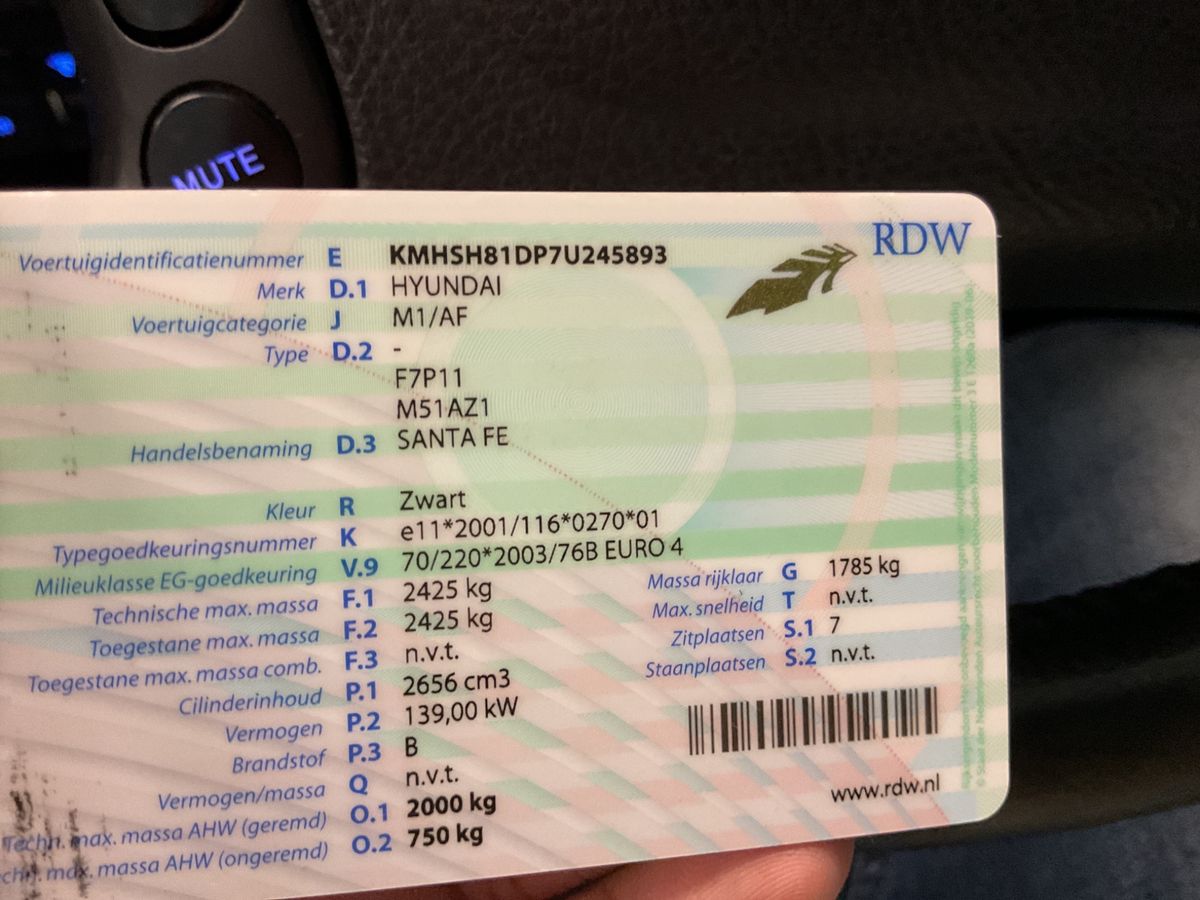 MUTE
RDW
Voertuigidentificatienummer E KMHSH81DP7U245893
Merk D.1 HYUNDAI
Voertuigcategorie J M1/AF
Type D.2 -
F7P11
M51AZ1
Handelsbenaming D.3 SANTA FE
Kleur R Zwart
Typegoedkeuringsnummer K e11*2001/116*0270*01
Milieuklasse EG-goedkeuring V.9 70/220*2003/76B EURO 4
Technische max. massa F.1 2425 kg
Toegestane max. massa F.2 2425 kg
Toegestane max. massa comb. F.3 n.v.t.
Cilinderinhoud P.1 2656 cm3
Vermogen P.2 139,00 kW
Brandstof P.3 B
Vermogen/massa Q n.v.t.
Techn. max. massa AHW (geremd) O.1 2000 kg
max. massa AHW (ongeremd) O.2 750 kg
Massa rijklaar G 1785 kg
Max. snelheid T n.v.t.
Zitplaatsen S.1 7
Staanplaatsen S.2 n.v.t.
www.rdw.nl